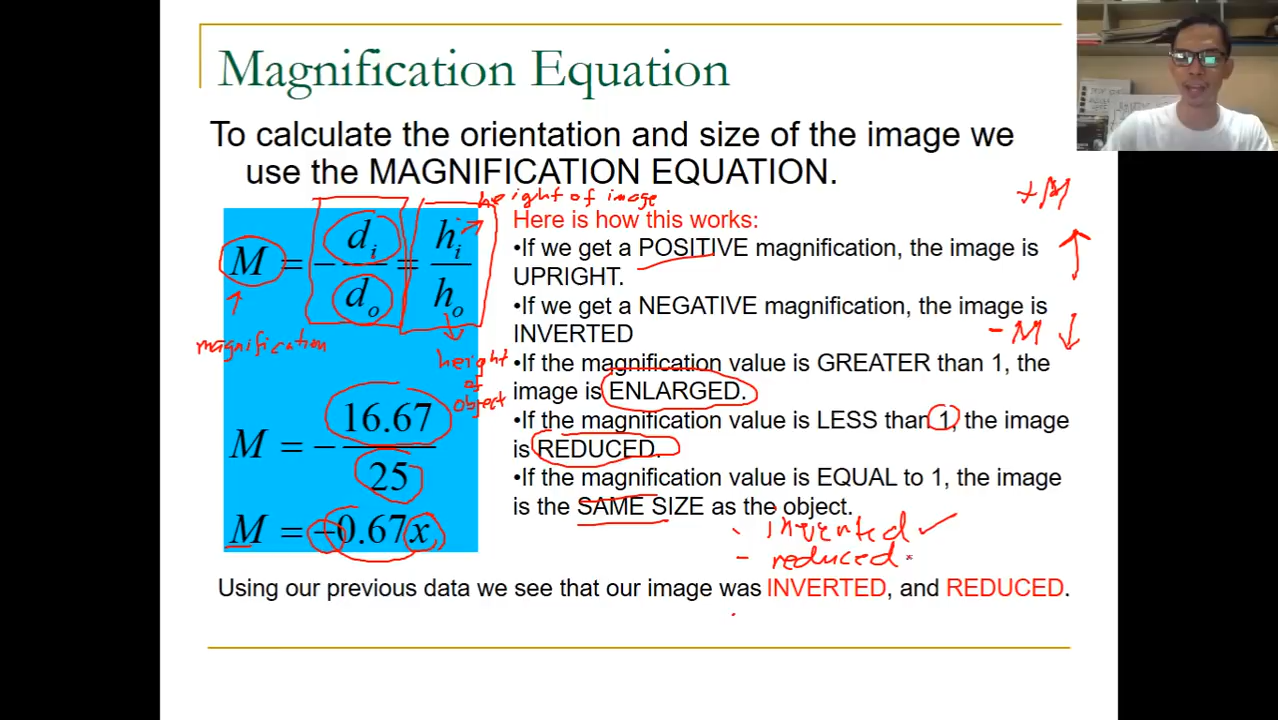 Magnification Equation
To calculate the orientation and size of the image we
use the MAGNIFICATION EQUATION.
height of image
+M
Here is how this works:
M = - di/do = hi/ho
•If we get a POSITIVE magnification, the image is
UPRIGHT.
•If we get a NEGATIVE magnification, the image is
INVERTED
- M
magnification
height
of
object
•If the magnification value is GREATER than 1, the
image is ENLARGED.
•If the magnification value is LESS than 1, the image
is REDUCED.
•If the magnification value is EQUAL to 1, the image
is the SAME SIZE as the object.
M = - 16.67/25
M = -0.67x
- inverted ✓
- reduced
Using our previous data we see that our image was INVERTED, and REDUCED.